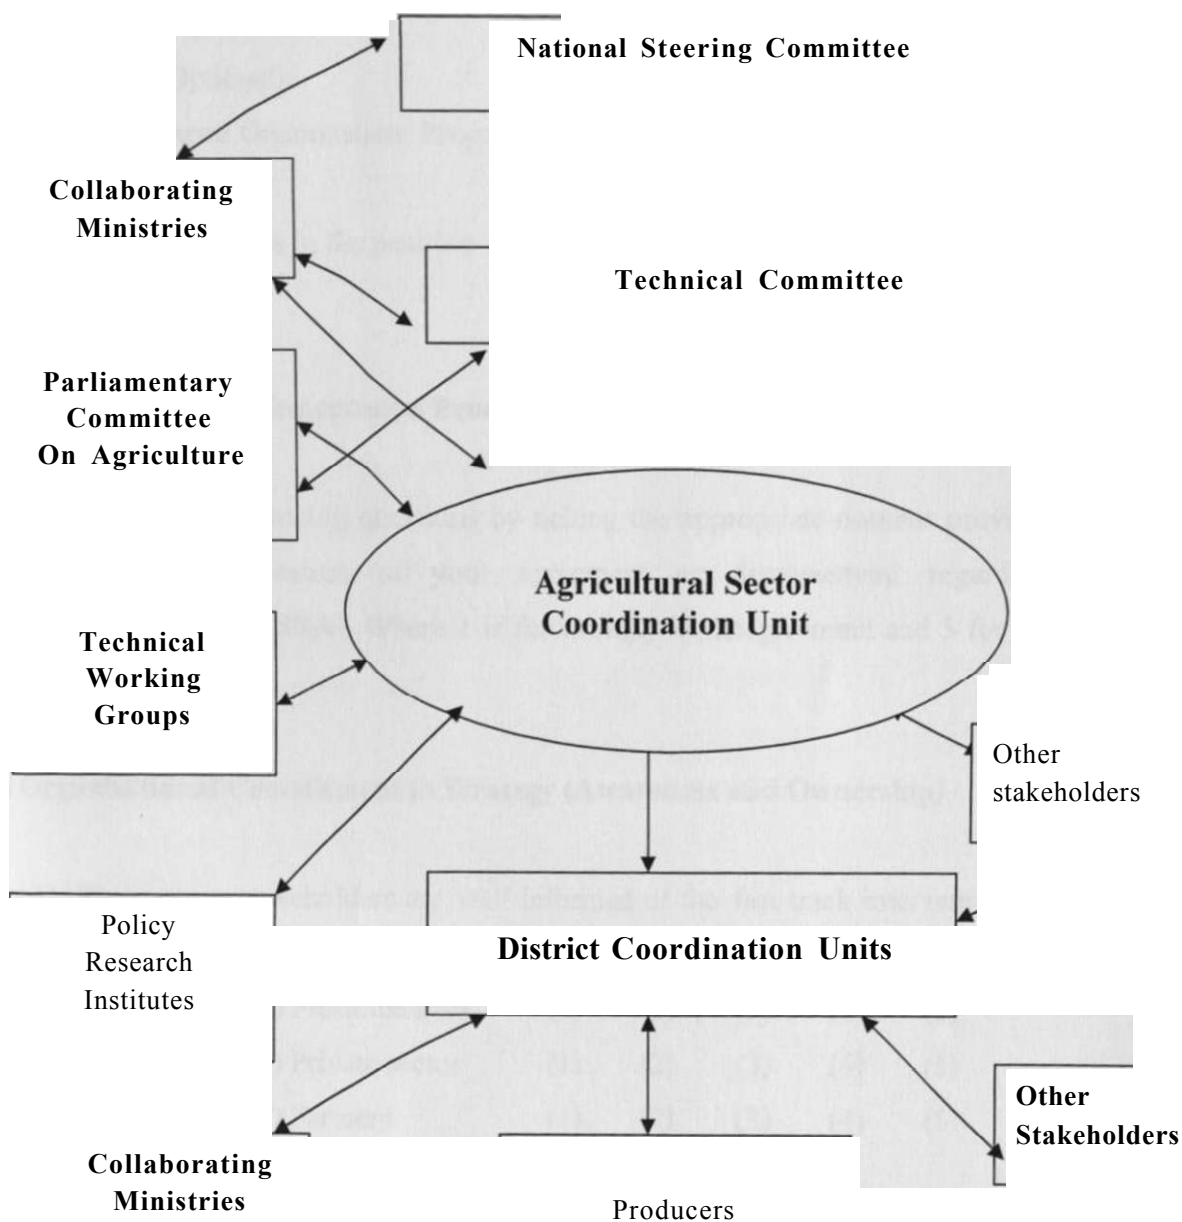 National Steering Committee
Collaborating
Ministries
Technical Committee
Parliamentary
Committee
On Agriculture
Agricultural Sector
Coordination Unit
Technical
Working
Groups
Other
stakeholders
Policy
Research
Institutes
District Coordination Units
Other
Stakeholders
Collaborating
Ministries
Producers